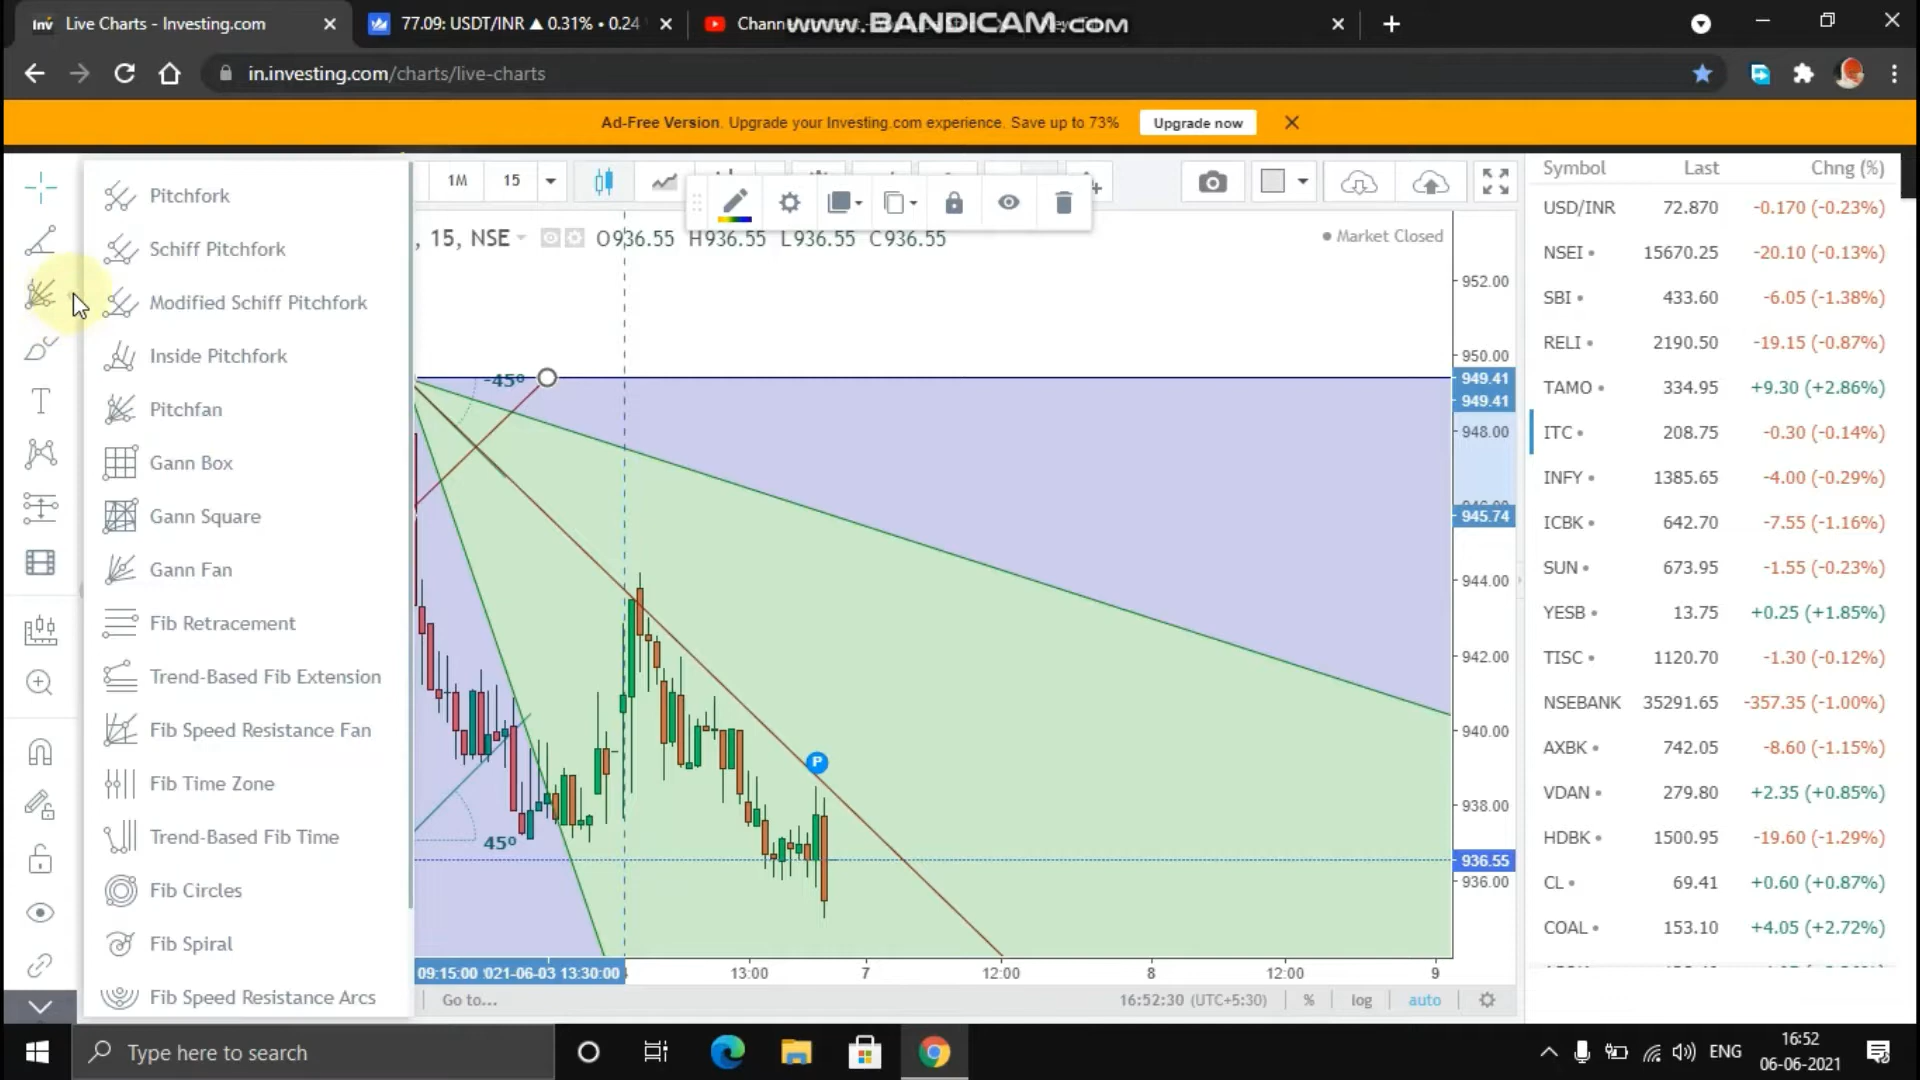 Live Charts - Investing.com
77.09: USDT/INR ▲ 0.31% • 0.24
www.BANDICAM.com
in.investing.com/charts/live-charts
Ad-Free Version. Upgrade your Investing.com experience. Save up to 73%
Upgrade now
Pitchfork
Schiff Pitchfork
Modified Schiff Pitchfork
Inside Pitchfork
Pitchfan
Gann Box
Gann Square
Gann Fan
Fib Retracement
Trend-Based Fib Extension
Fib Speed Resistance Fan
Fib Time Zone
Trend-Based Fib Time
Fib Circles
Fib Spiral
Fib Speed Resistance Arcs
1M 15
, 15, NSE O936.55 H936.55 L936.55 C936.55
Market Closed
-45º
45º
P
952.00
950.00
949.41
949.41
948.00
945.74
944.00
942.00
940.00
938.00
936.55
936.00
09:15:00 2021-06-03 13:30:00
13:00 7 12:00 8 12:00 9
Go to...
16:52:30 (UTC+5:30) % log auto
Symbol Last Chng (%)
USD/INR 72.870 -0.170 (-0.23%)
NSEI 15670.25 -20.10 (-0.13%)
SBI 433.60 -6.05 (-1.38%)
RELI 2190.50 -19.15 (-0.87%)
TAMO 334.95 +9.30 (+2.86%)
ITC 208.75 -0.30 (-0.14%)
INFY 1385.65 -4.00 (-0.29%)
ICBK 642.70 -7.55 (-1.16%)
SUN 673.95 -1.55 (-0.23%)
YESB 13.75 +0.25 (+1.85%)
TISC 1120.70 -1.30 (-0.12%)
NSEBANK 35291.65 -357.35 (-1.00%)
AXBK 742.05 -8.60 (-1.15%)
VDAN 279.80 +2.35 (+0.85%)
HDBK 1500.95 -19.60 (-1.29%)
CL 69.41 +0.60 (+0.87%)
COAL 153.10 +4.05 (+2.72%)
Type here to search
ENG
16:52
06-06-2021